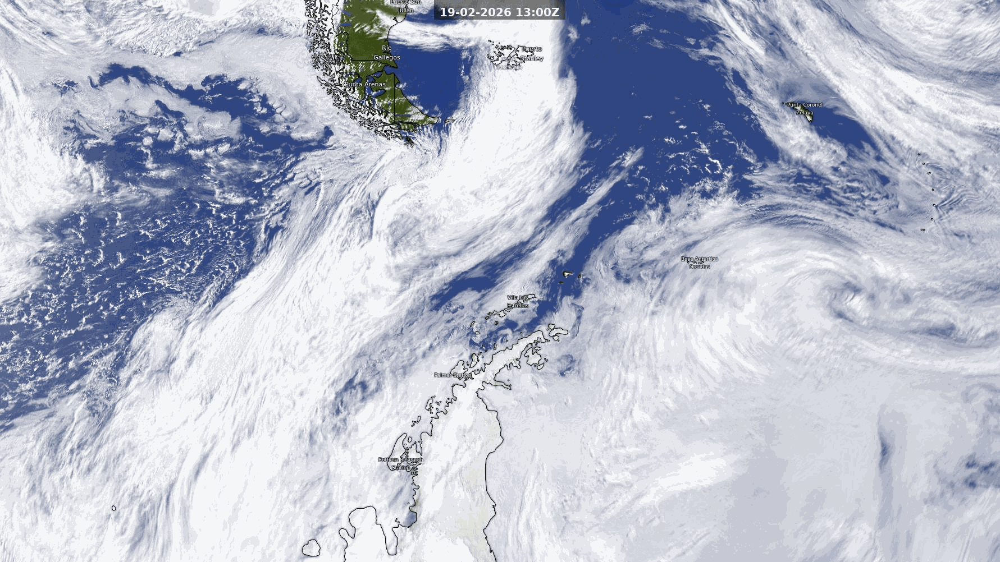 Puerto San
Julián
19-02-2026 13:00Z
Río
Gallegos
Puerto
Stanley
FALKLAND
Punta Arenas
Punta Coronel
Zelaya
Base Antartica
Orcadas
Villa Las
Estrellas
Palmer Station
Rothera Research
Station